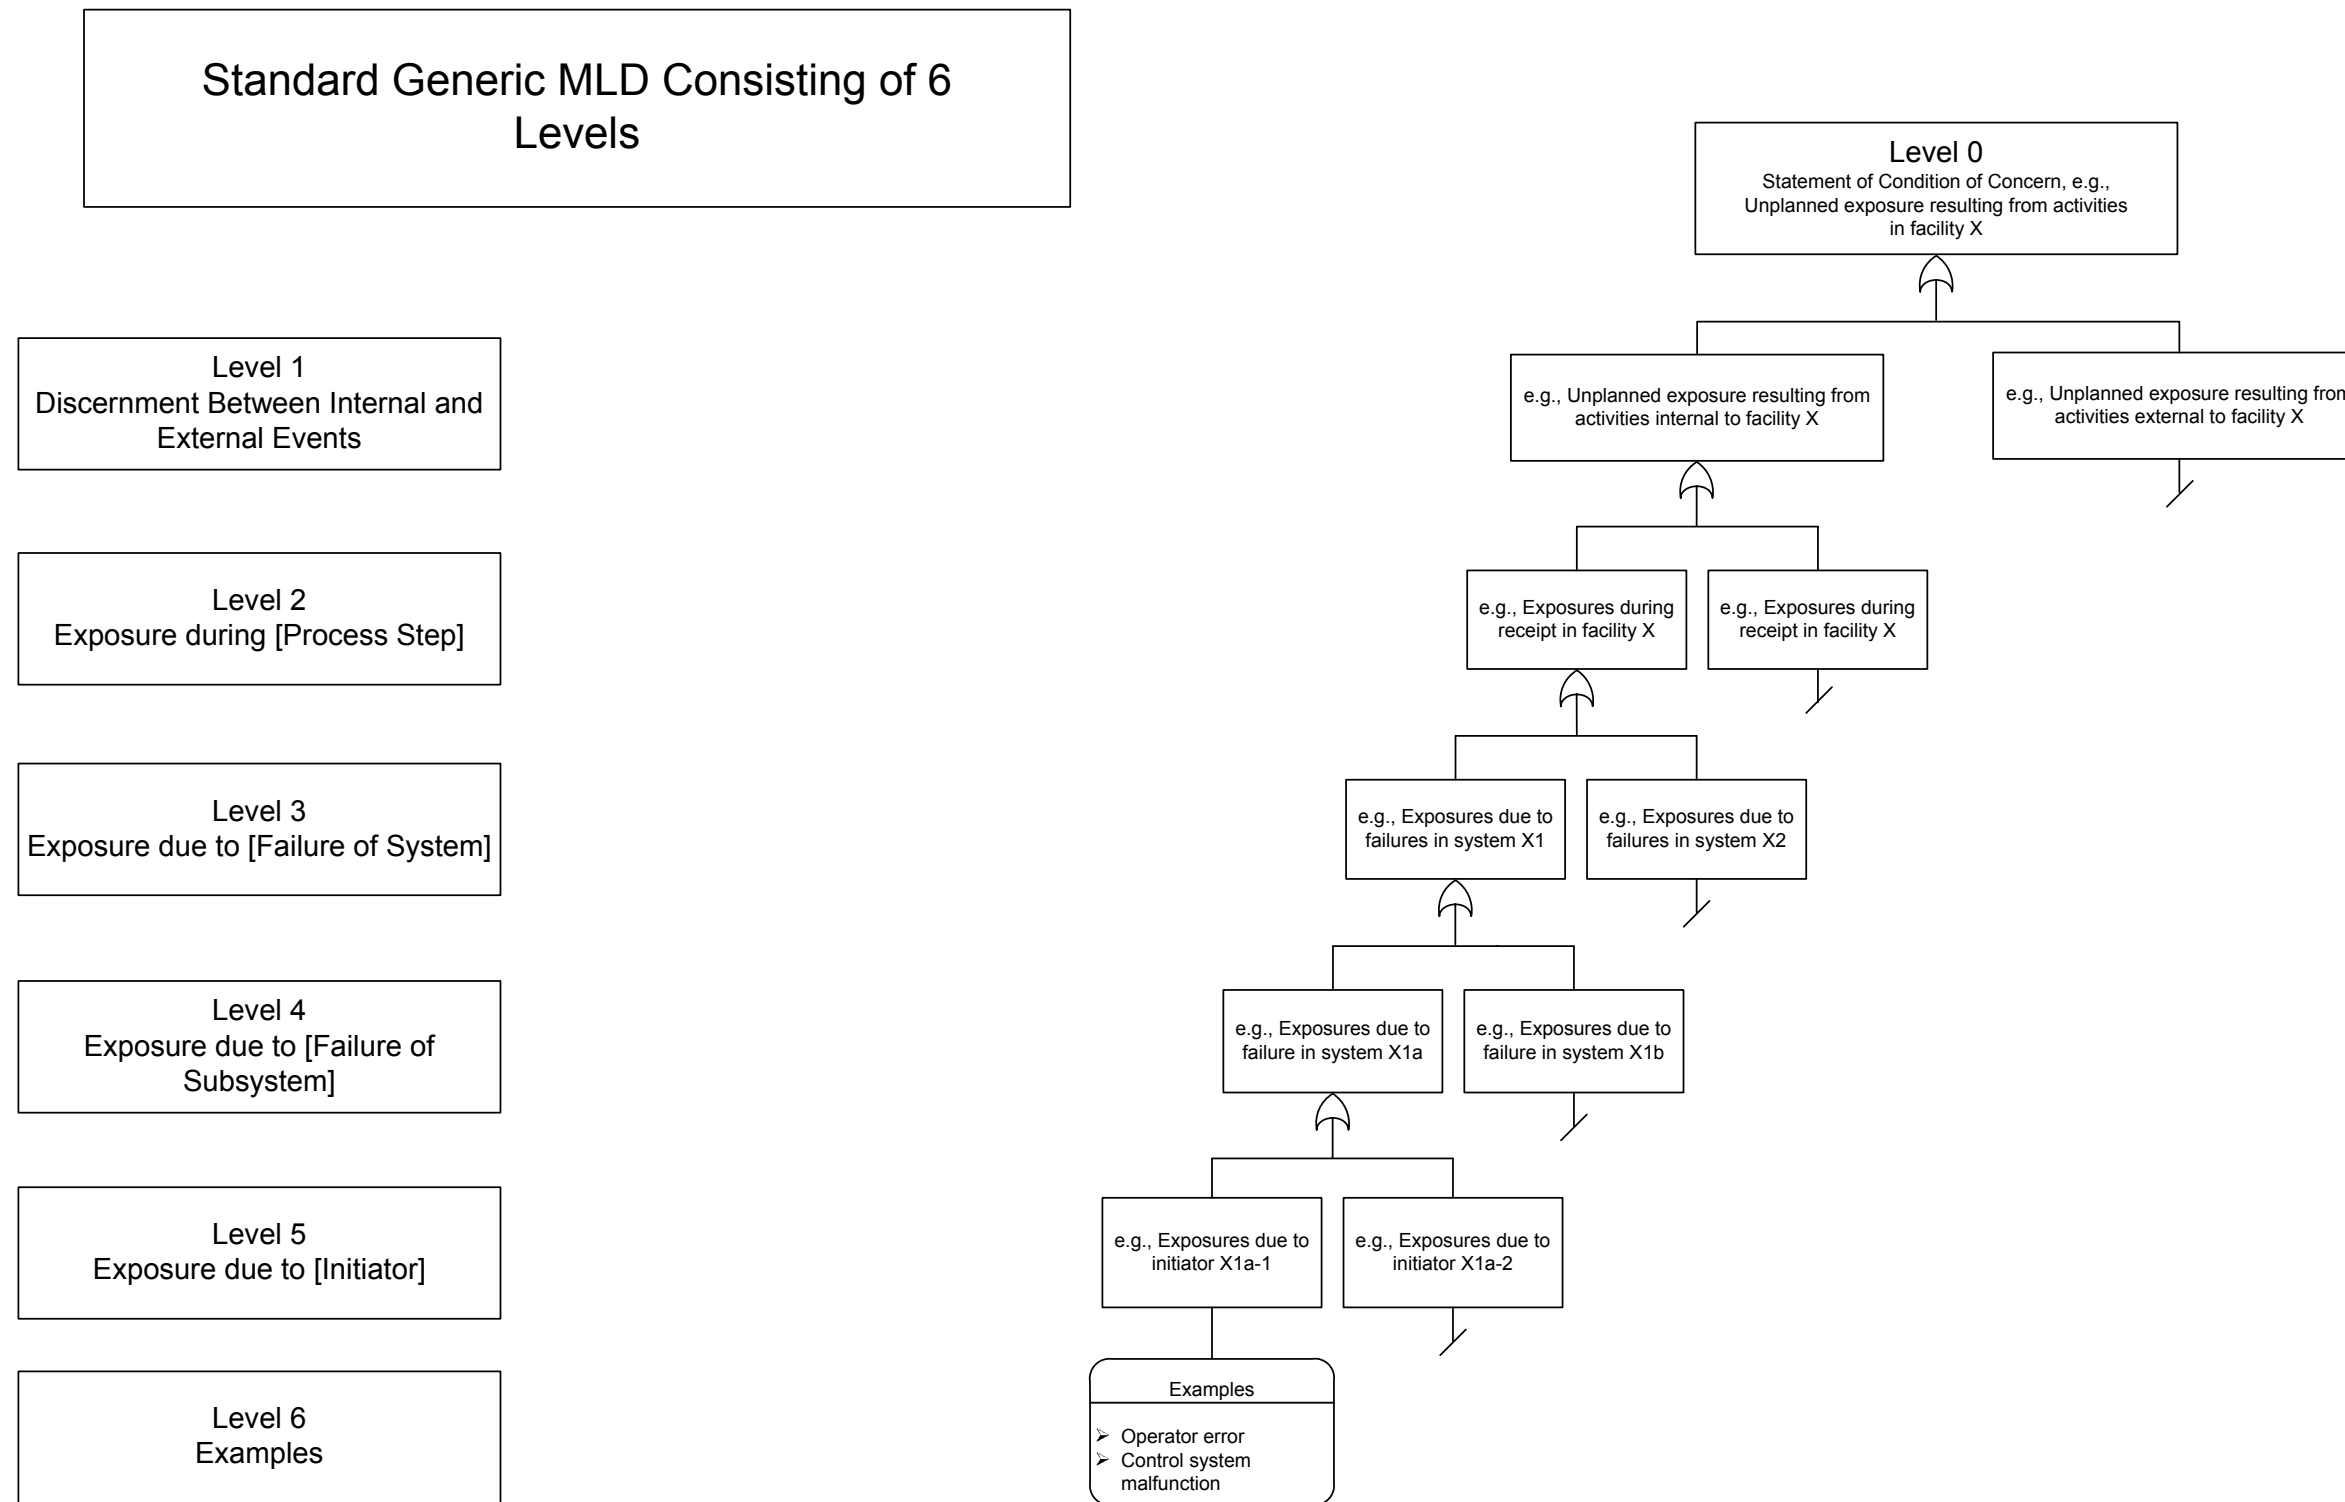 Standard Generic MLD Consisting of 6
Levels
Level 0
Statement of Condition of Concern, e.g.,
Unplanned exposure resulting from activities
in facility X
Level 1
Discernment Between Internal and
External Events
e.g., Unplanned exposure resulting from
activities internal to facility X
e.g., Unplanned exposure resulting from
activities external to facility X
Level 2
Exposure during [Process Step]
e.g., Exposures during
receipt in facility X
e.g., Exposures during
receipt in facility X
Level 3
Exposure due to [Failure of System]
e.g., Exposures due to
failures in system X1
e.g., Exposures due to
failures in system X2
Level 4
Exposure due to [Failure of
Subsystem]
e.g., Exposures due to
failure in system X1a
e.g., Exposures due to
failure in system X1b
Level 5
Exposure due to [Initiator]
e.g., Exposures due to
initiator X1a-1
e.g., Exposures due to
initiator X1a-2
Level 6
Examples
Examples
➢ Operator error
➢ Control system
malfunction